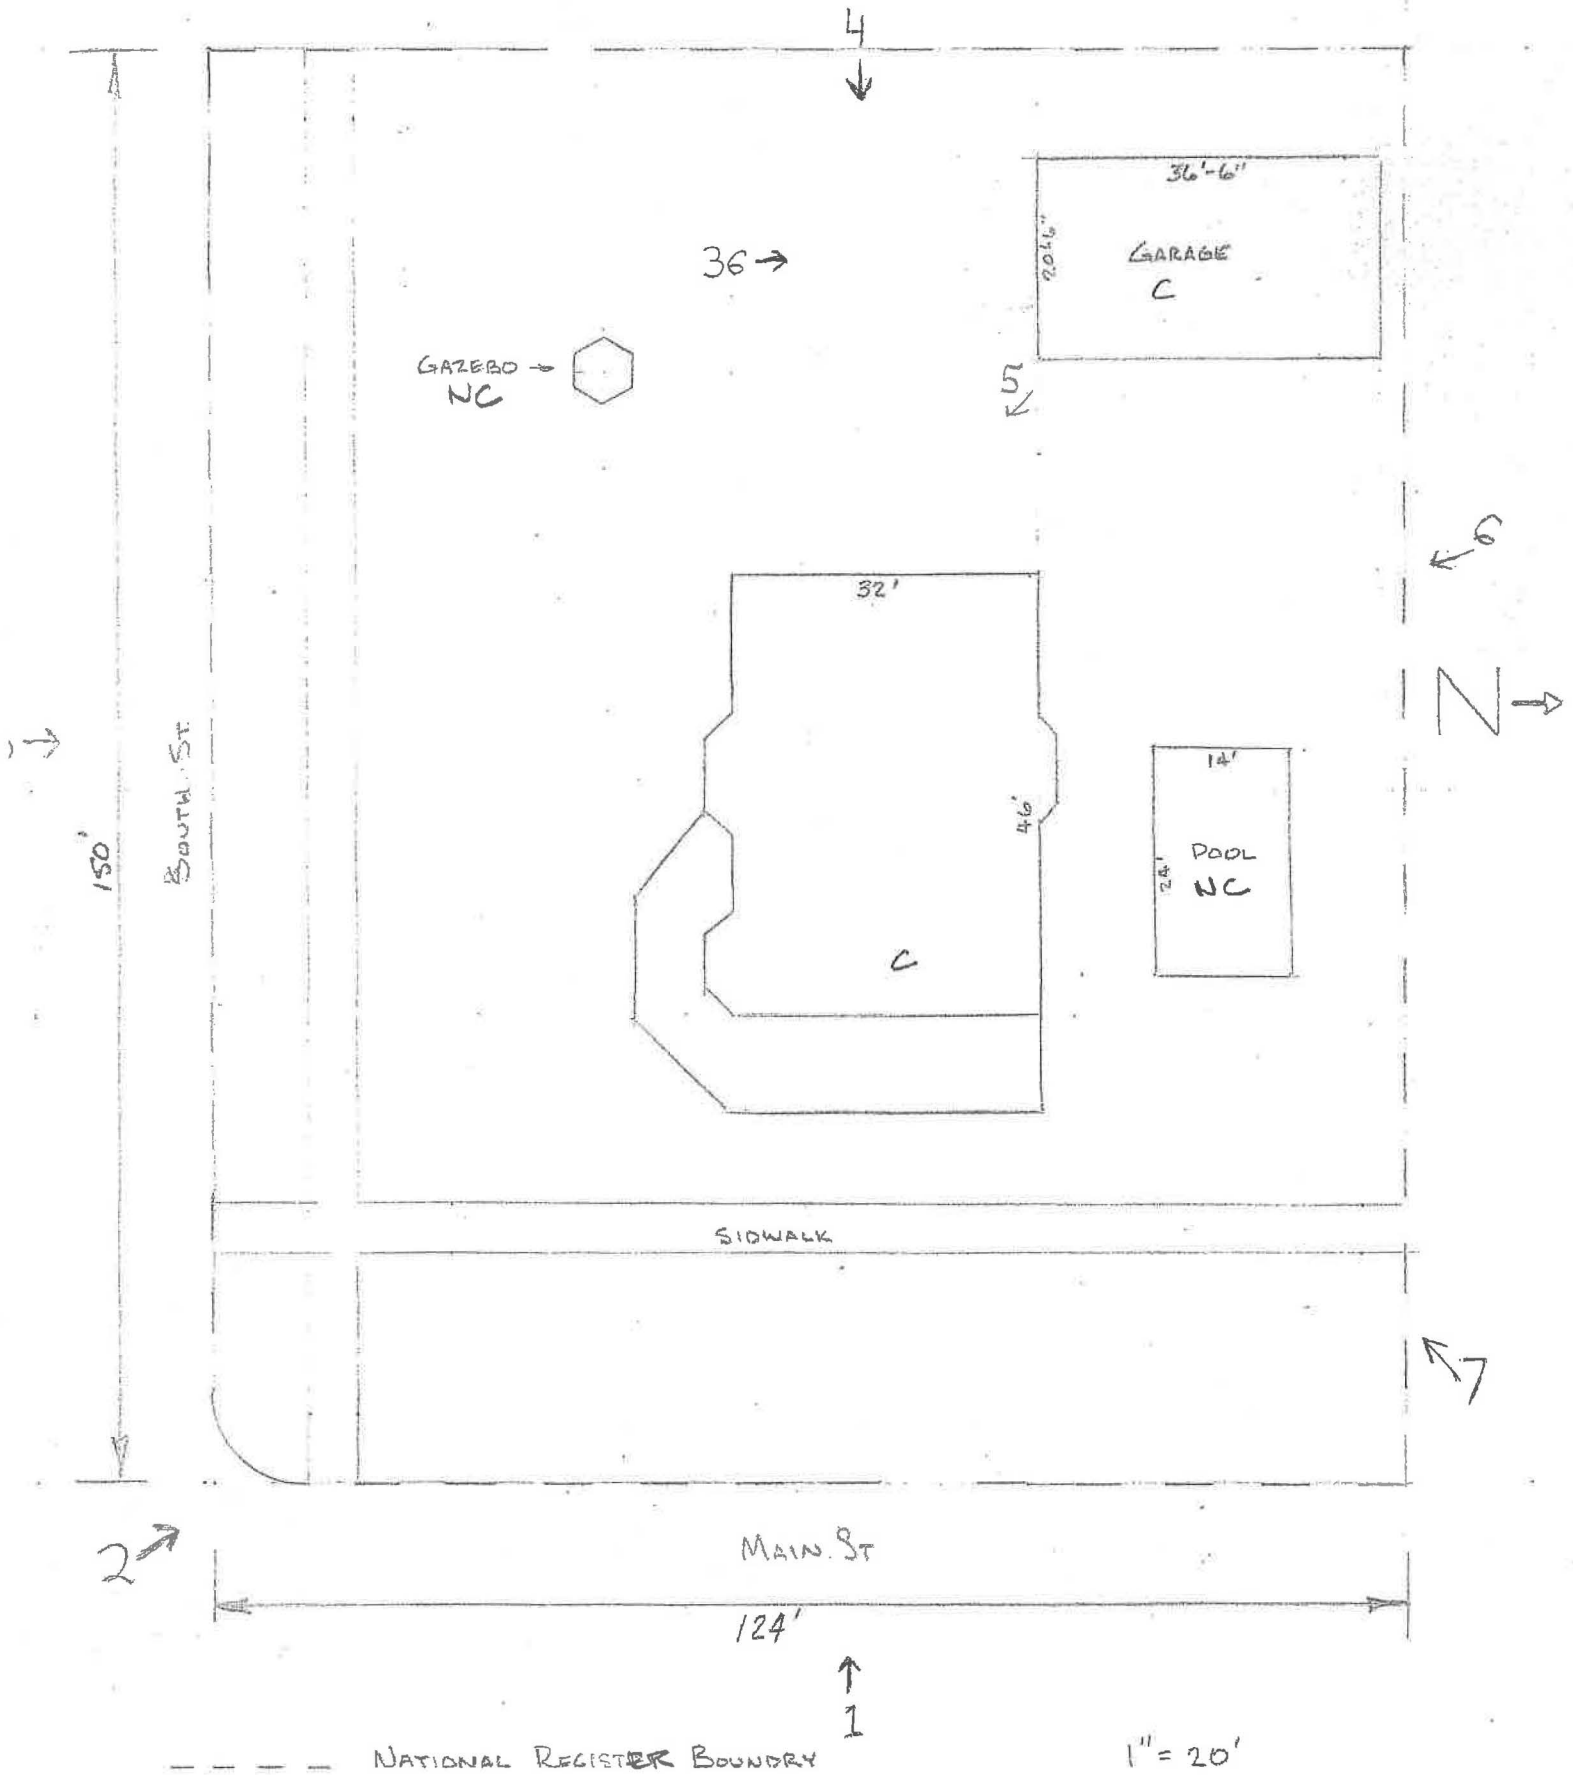 4
↓
36'-6"
20'-6"
GARAGE
C
36 →
GAZEBO →
NC
5
6
32'
N →
14'
46'
24'
POOL
NC
SOUTH. ST.
150'
C
SIDWALK
7
2
MAIN. ST
124'
↑
1
NATIONAL REGISTER BOUNDRY
1" = 20'